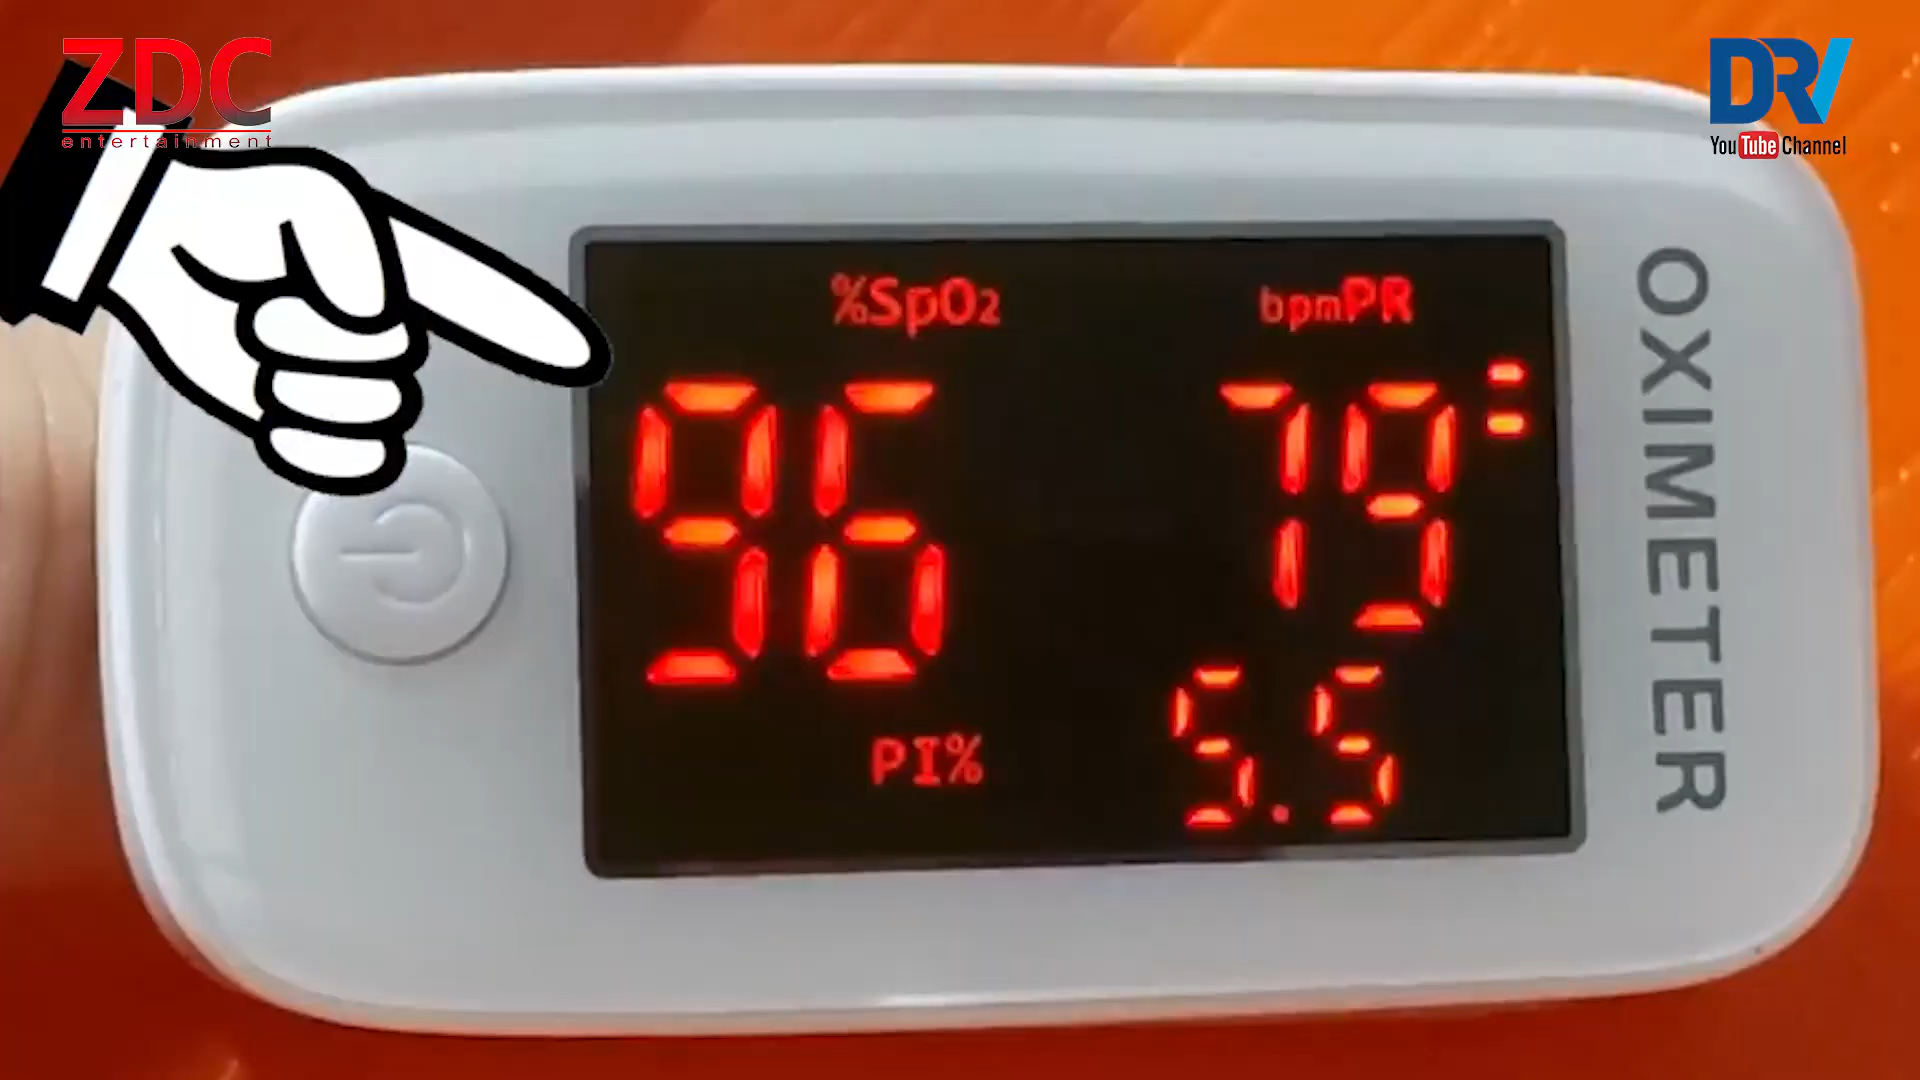 ZDC
entertainment
DRV
YouTube Channel
%SpO2
bpmPR
96
79
PI%
5.5
OXIMETER